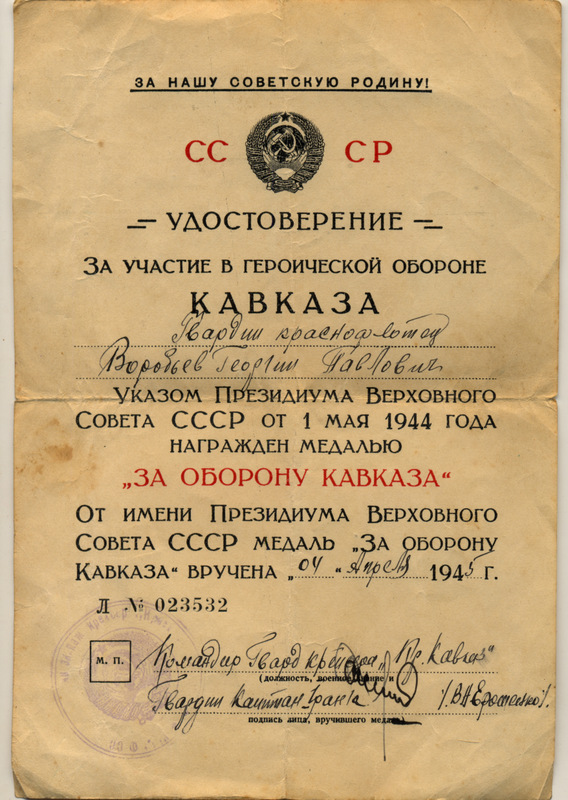 ЗА НАШУ СОВЕТСКУЮ РОДИНУ!
СС СР
УДОСТОВЕРЕНИЕ
ЗА УЧАСТИЕ В ГЕРОИЧЕСКОЙ ОБОРОНЕ
КАВКАЗА
Гвардии краснофлотец
Воробьев Георгий Павлович
УКАЗОМ ПРЕЗИДИУМА ВЕРХОВНОГО
СОВЕТА СССР ОТ 1 МАЯ 1944 ГОДА
НАГРАЖДЕН МЕДАЛЬЮ
„ЗА ОБОРОНУ КАВКАЗА“
ОТ ИМЕНИ ПРЕЗИДИУМА ВЕРХОВНОГО
СОВЕТА СССР МЕДАЛЬ „ЗА ОБОРОНУ
КАВКАЗА“ ВРУЧЕНА „04“ Апреля 1945 г.
Л № 023532
М. П.
Командир Гвард крейсера „Кр. Кавказ“
(должность, военное звание и
Гвардии капитан 1 ранга /В.Н. Ерошенко/.
подпись лица, вручившего медаль)